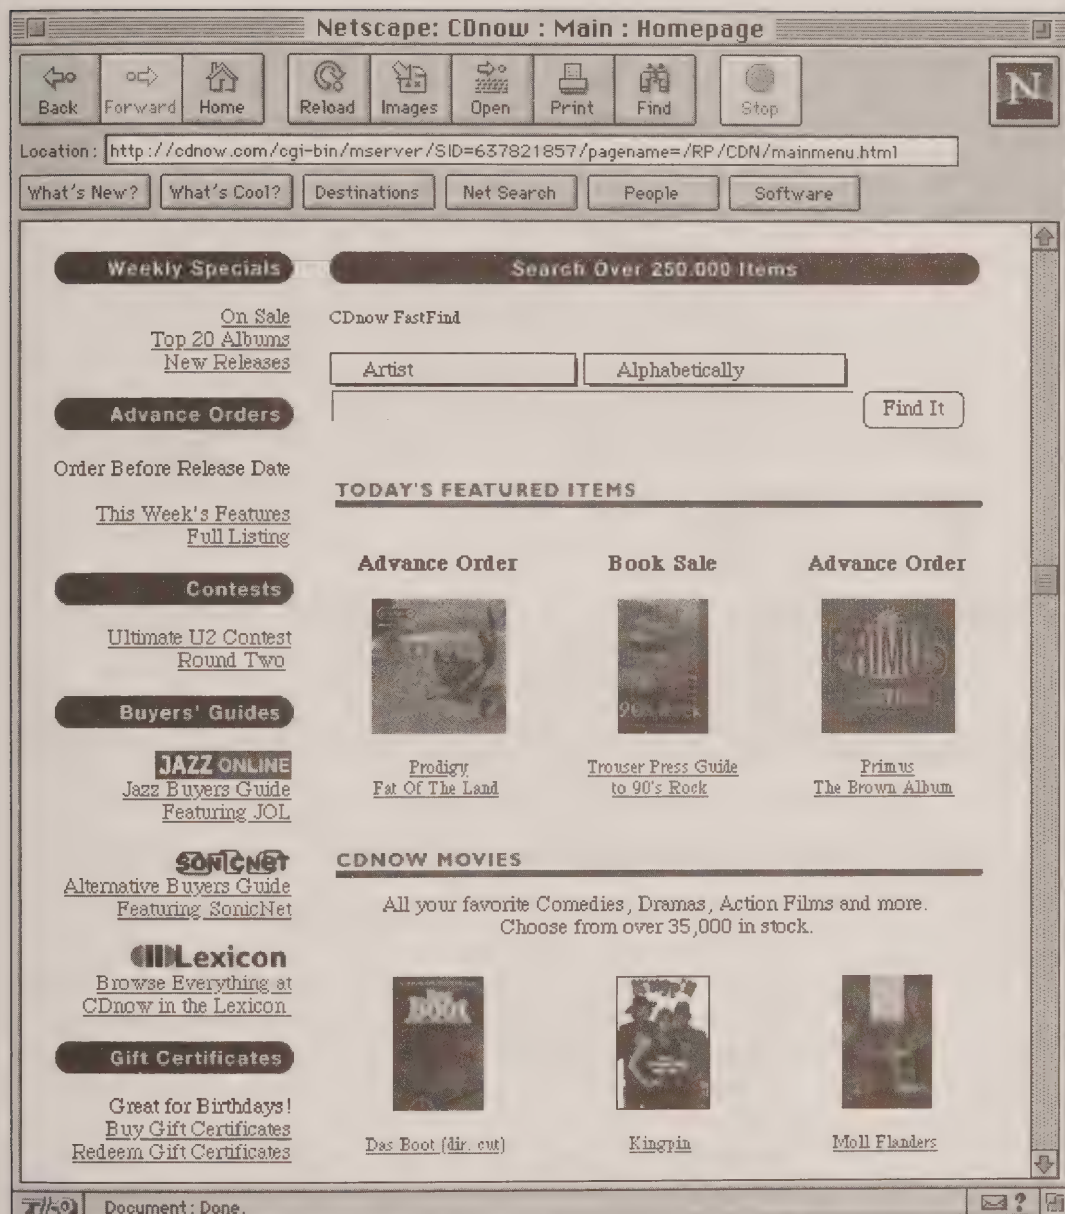 Netscape: CDnow : Main : Homepage
Back Forward Home Reload Images Open Print Find Stop
N
Location: http://cdnow.com/cgi-bin/mserver/SID=637821857/pagename=/RP/CDN/mainmenu.html
What's New? What's Cool? Destinations Net Search People Software
Weekly Specials
On Sale
Top 20 Albums
New Releases
Advance Orders
Order Before Release Date
This Week's Features
Full Listing
Contests
Ultimate U2 Contest
Round Two
Buyers' Guides
JAZZ ONLINE
Jazz Buyers Guide
Featuring JOL
SONICNET
Alternative Buyers Guide
Featuring SonicNet
Lexicon
Browse Everything at
CDnow in the Lexicon
Gift Certificates
Great for Birthdays!
Buy Gift Certificates
Redeem Gift Certificates
Search Over 250,000 Items
CDnow FastFind
Artist Alphabetically
Find It
TODAY'S FEATURED ITEMS
Advance Order
Prodigy
Fat Of The Land
Book Sale
90s Rock
Trouser Press Guide
to 90's Rock
Advance Order
PRIMUS
Primus
The Brown Album
CDNOW MOVIES
All your favorite Comedies, Dramas, Action Films and more.
Choose from over 35,000 in stock.
Boot
Das Boot (dir. cut)
Kingpin
Kingpin
Moll Flanders
Document: Done.
?